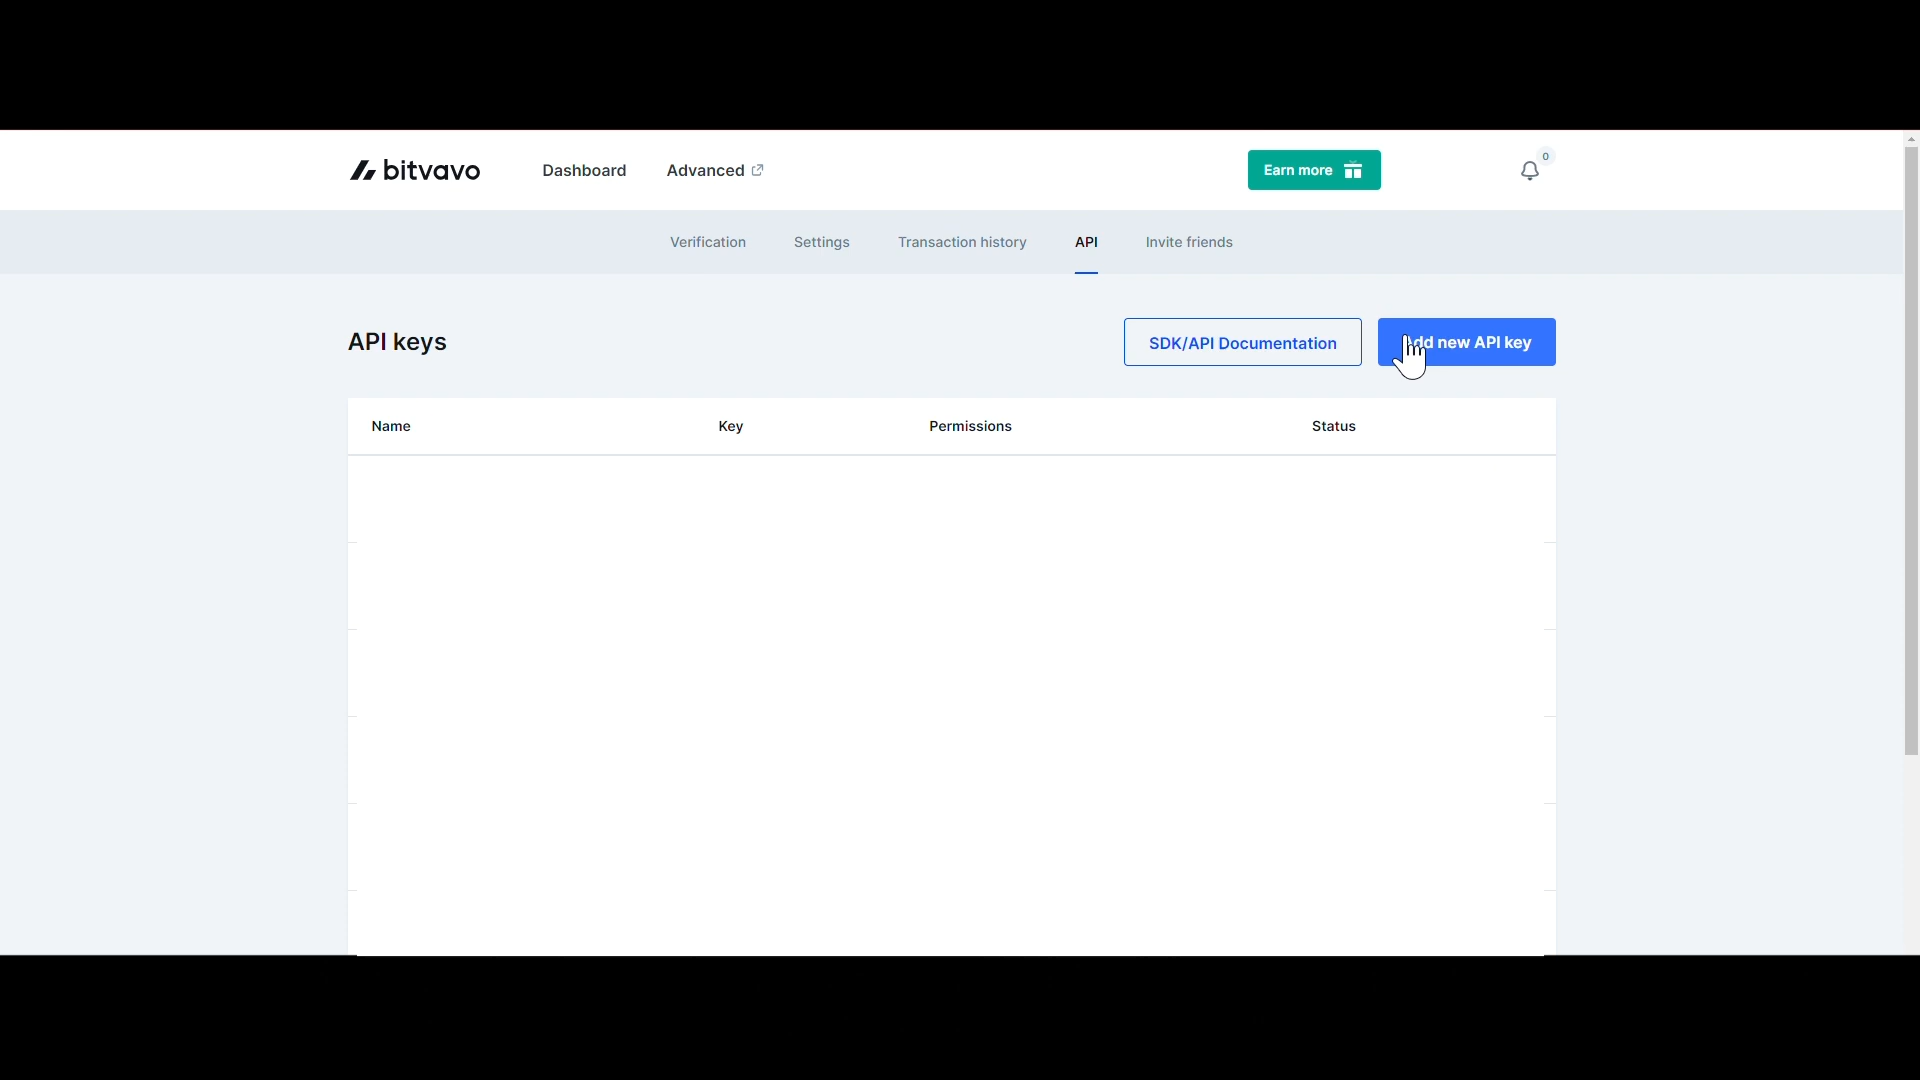 bitvavo
Dashboard
Advanced
Earn more
0
Verification
Settings
Transaction history
API
Invite friends
API keys
SDK/API Documentation
Add new API key
Name
Key
Permissions
Status